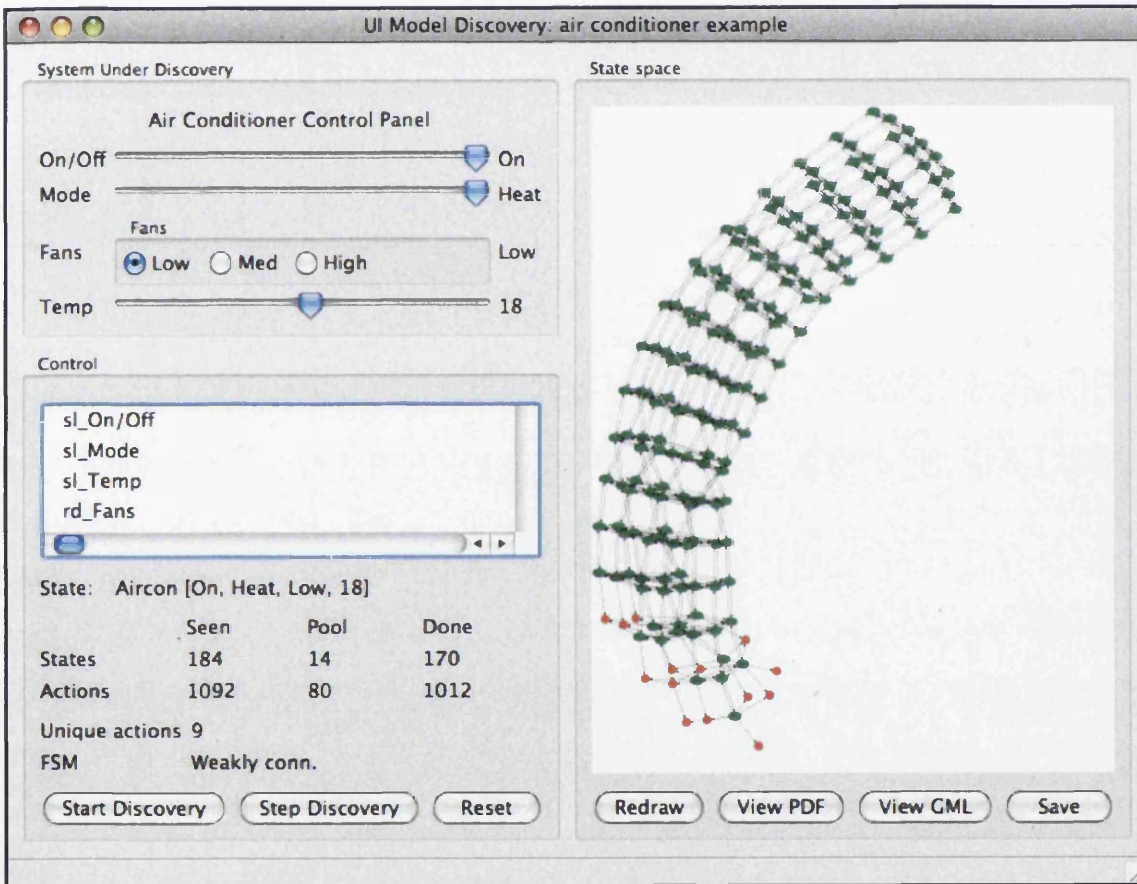 UI Model Discovery: air conditioner example
System Under Discovery
Air Conditioner Control Panel
On/Off On
Mode Heat
Fans
Fans Low Med High Low
Temp 18
Control
sl_On/Off
sl_Mode
sl_Temp
rd_Fans
State: Aircon [On, Heat, Low, 18]
Seen Pool Done
States 184 14 170
Actions 1092 80 1012
Unique actions 9
FSM Weakly conn.
Start Discovery Step Discovery Reset
State space
Redraw View PDF View GML Save